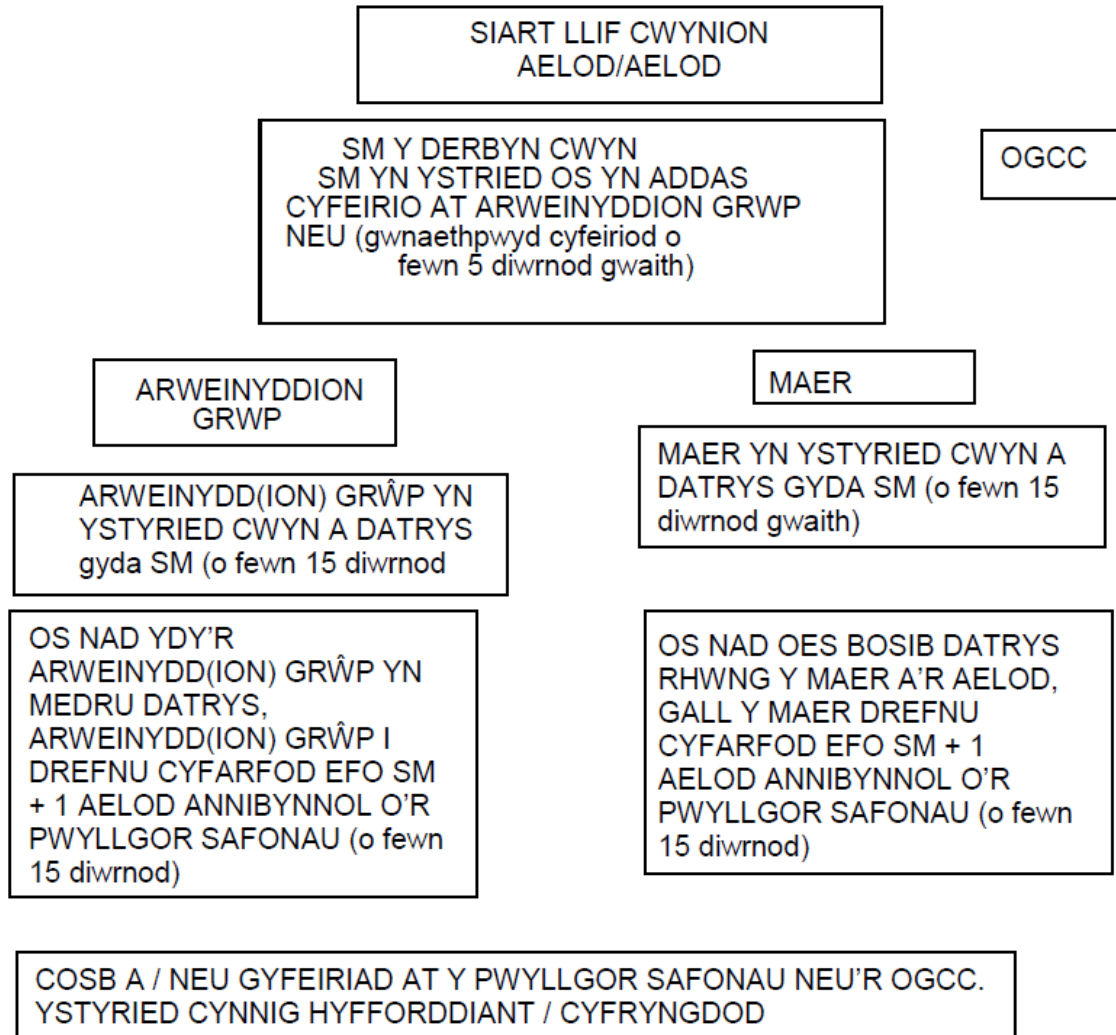 SIART LLIF CWYNION
AELOD/AELOD
SM Y DERBYN CWYN
SM YN YSTRIED OS YN ADDAS
CYFEIRIO AT ARWEINYDDION GRWP
NEU (gwnaethpwyd cyfeiriod o
fewn 5 diwrnod gwaith)
OGCC
ARWEINYDDION
GRWP
MAER
ARWEINYDD(ION) GRŴP YN
YSTYRIED CWYN A DATRYS
gyda SM (o fewn 15 diwrnod
MAER YN YSTYRIED CWYN A
DATRYS GYDA SM (o fewn 15
diwrnod gwaith)
OS NAD YDY'R
ARWEINYDD(ION) GRŴP YN
MEDRU DATRYS,
ARWEINYDD(ION) GRŴP I
DREFNU CYFARFOD EFO SM
+ 1 AELOD ANNIBYNNOL O'R
PWYLLGOR SAFONAU (o fewn
15 diwrnod)
OS NAD OES BOSIB DATRYS
RHWNG Y MAER A'R AELOD,
GALL Y MAER DREFNU
CYFARFOD EFO SM + 1
AELOD ANNIBYNNOL O'R
PWYLLGOR SAFONAU (o fewn
15 diwrnod)
COSB A / NEU GYFEIRIAD AT Y PWYLLGOR SAFONAU NEU'R OGCC.
YSTYRIED CYNNIG HYFFORDDIANT / CYFRYNGDOD